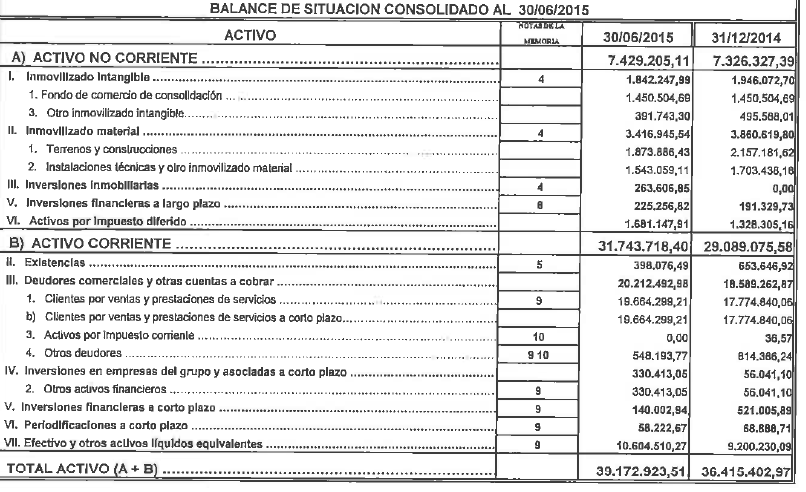 BALANCE DE SITUACION CONSOLIDADO AL 30/06/2015
ACTIVO NOTAS DE LA MEMORIA 30/06/2015 31/12/2014
A) ACTIVO NO CORRIENTE 7.429.205,11 7.326.327,39
I. Inmovilizado Intangible 4 1.842.247,99 1.946.072,70
1. Fondo de comercio de consolidación 1.450.504,69 1.450.504,69
3. Otro inmovilizado intangible 391.743,30 495.568,01
II. Inmovilizado material 4 3.416.945,54 3.860.619,80
1. Terrenos y construcciones 1.873.886,43 2.157.181,62
2. Instalaciones técnicas y otro inmovilizado material 1.543.059,11 1.703.438,18
III. Inversiones Inmobiliarias 4 263.606,85 0,00
V. Inversiones financieras a largo plazo 8 225.256,82 191.329,73
VI. Activos por impuesto diferido 1.681.147,91 1.328.305,16
B) ACTIVO CORRIENTE 31.743.718,40 29.089.075,58
II. Existencias 5 398.076,49 653.646,92
III. Deudores comerciales y otras cuentas a cobrar 20.212.492,98 18.589.262,87
1. Clientes por ventas y prestaciones de servicios 9 19.664.299,21 17.774.840,06
b) Clientes por ventas y prestaciones de servicios a corto plazo 19.664.299,21 17.774.840,06
3. Activos por impuesto corriente 10 0,00 36,57
4. Otros deudores 9 10 548.193,77 814.386,24
IV. Inversiones en empresas del grupo y asociadas a corto plazo 330.413,05 56.041,10
2. Otros activos financieros 9 330.413,05 56.041,10
V. Inversiones financieras a corto plazo 9 140.002,94 521.005,89
VI. Periodificaciones a corto plazo 9 58.222,67 68.888,71
VII. Efectivo y otros activos líquidos equivalentes 9 10.604.510,27 9.200.230,09
TOTAL ACTIVO (A + B) 39.172.923,51 36.415.402,97